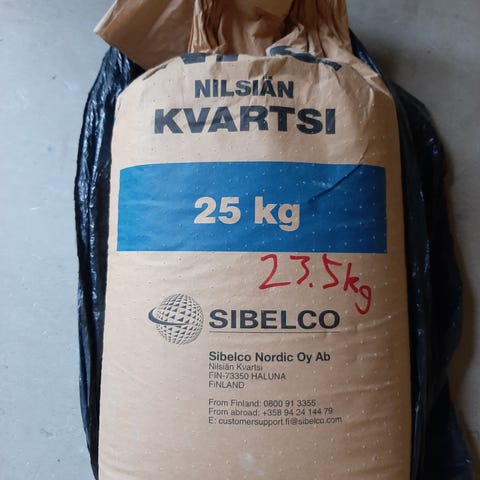 NILSIÄN
KVARTSI
25 kg
23.5kg
SIBELCO
Sibelco Nordic Oy Ab
Nilsiän Kvartsi
FIN-73350 HALUNA
FINLAND
From Finland: 0800 91 3355
From abroad: +358 94 24 144 79
E: customersupport.fi@sibelco.com